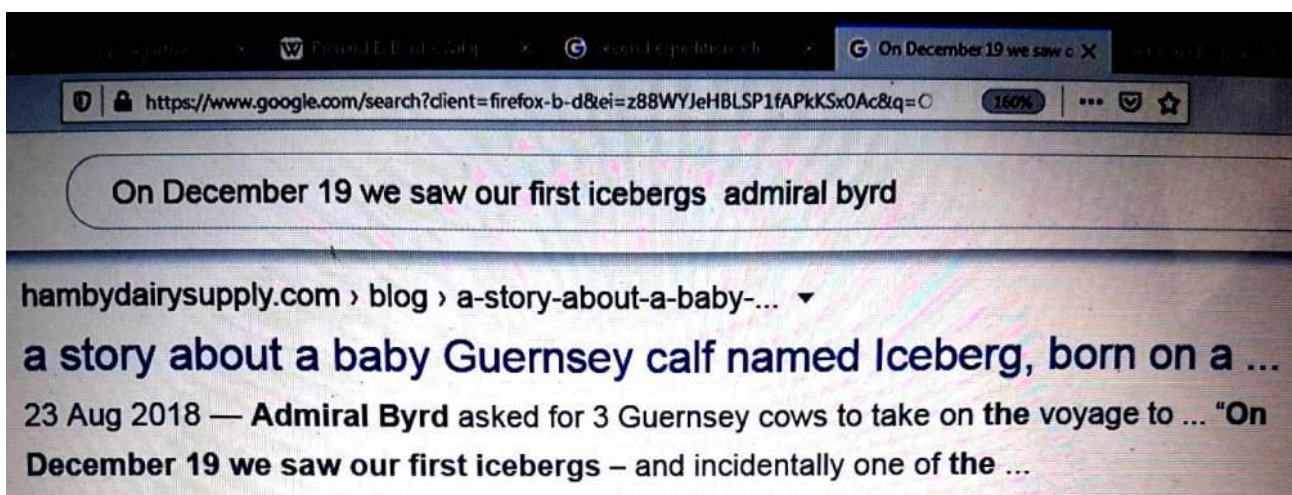 G On December 19 we saw o X
https://www.google.com/search?client=firefox-b-d&ei=z88WYJeHBLSP1fAPkKSx0Ac&q=O 160%
On December 19 we saw our first icebergs admiral byrd
hambydairysupply.com › blog › a-story-about-a-baby-...
a story about a baby Guernsey calf named Iceberg, born on a ...
23 Aug 2018 — Admiral Byrd asked for 3 Guernsey cows to take on the voyage to ... "On
December 19 we saw our first icebergs – and incidentally one of the ...